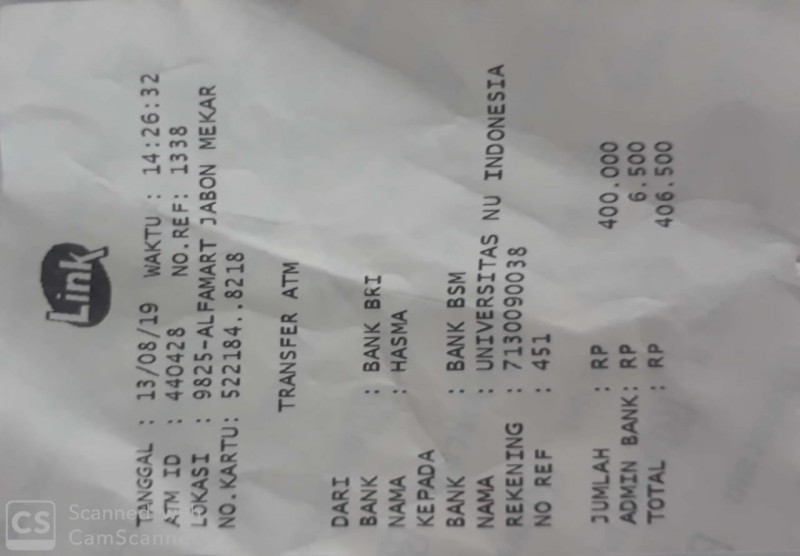 Link
TANGGAL : 13/08/19 WAKTU : 14:26:32
ATM ID : 440428 NO.REF: 1338
LOKASI : 9825-ALFAMART JABON MEKAR
NO.KARTU: 522184..8218
TRANSFER ATM
DARI
BANK : BANK BRI
NAMA : HASMA
KEPADA
BANK : BANK BSM
NAMA : UNIVERSITAS NU INDONESIA
REKENING : 7130090038
NO REF : 451
JUMLAH : RP 400.000
ADMIN BANK: RP 6.500
TOTAL : RP 406.500
CS Scanned with
CamScanner